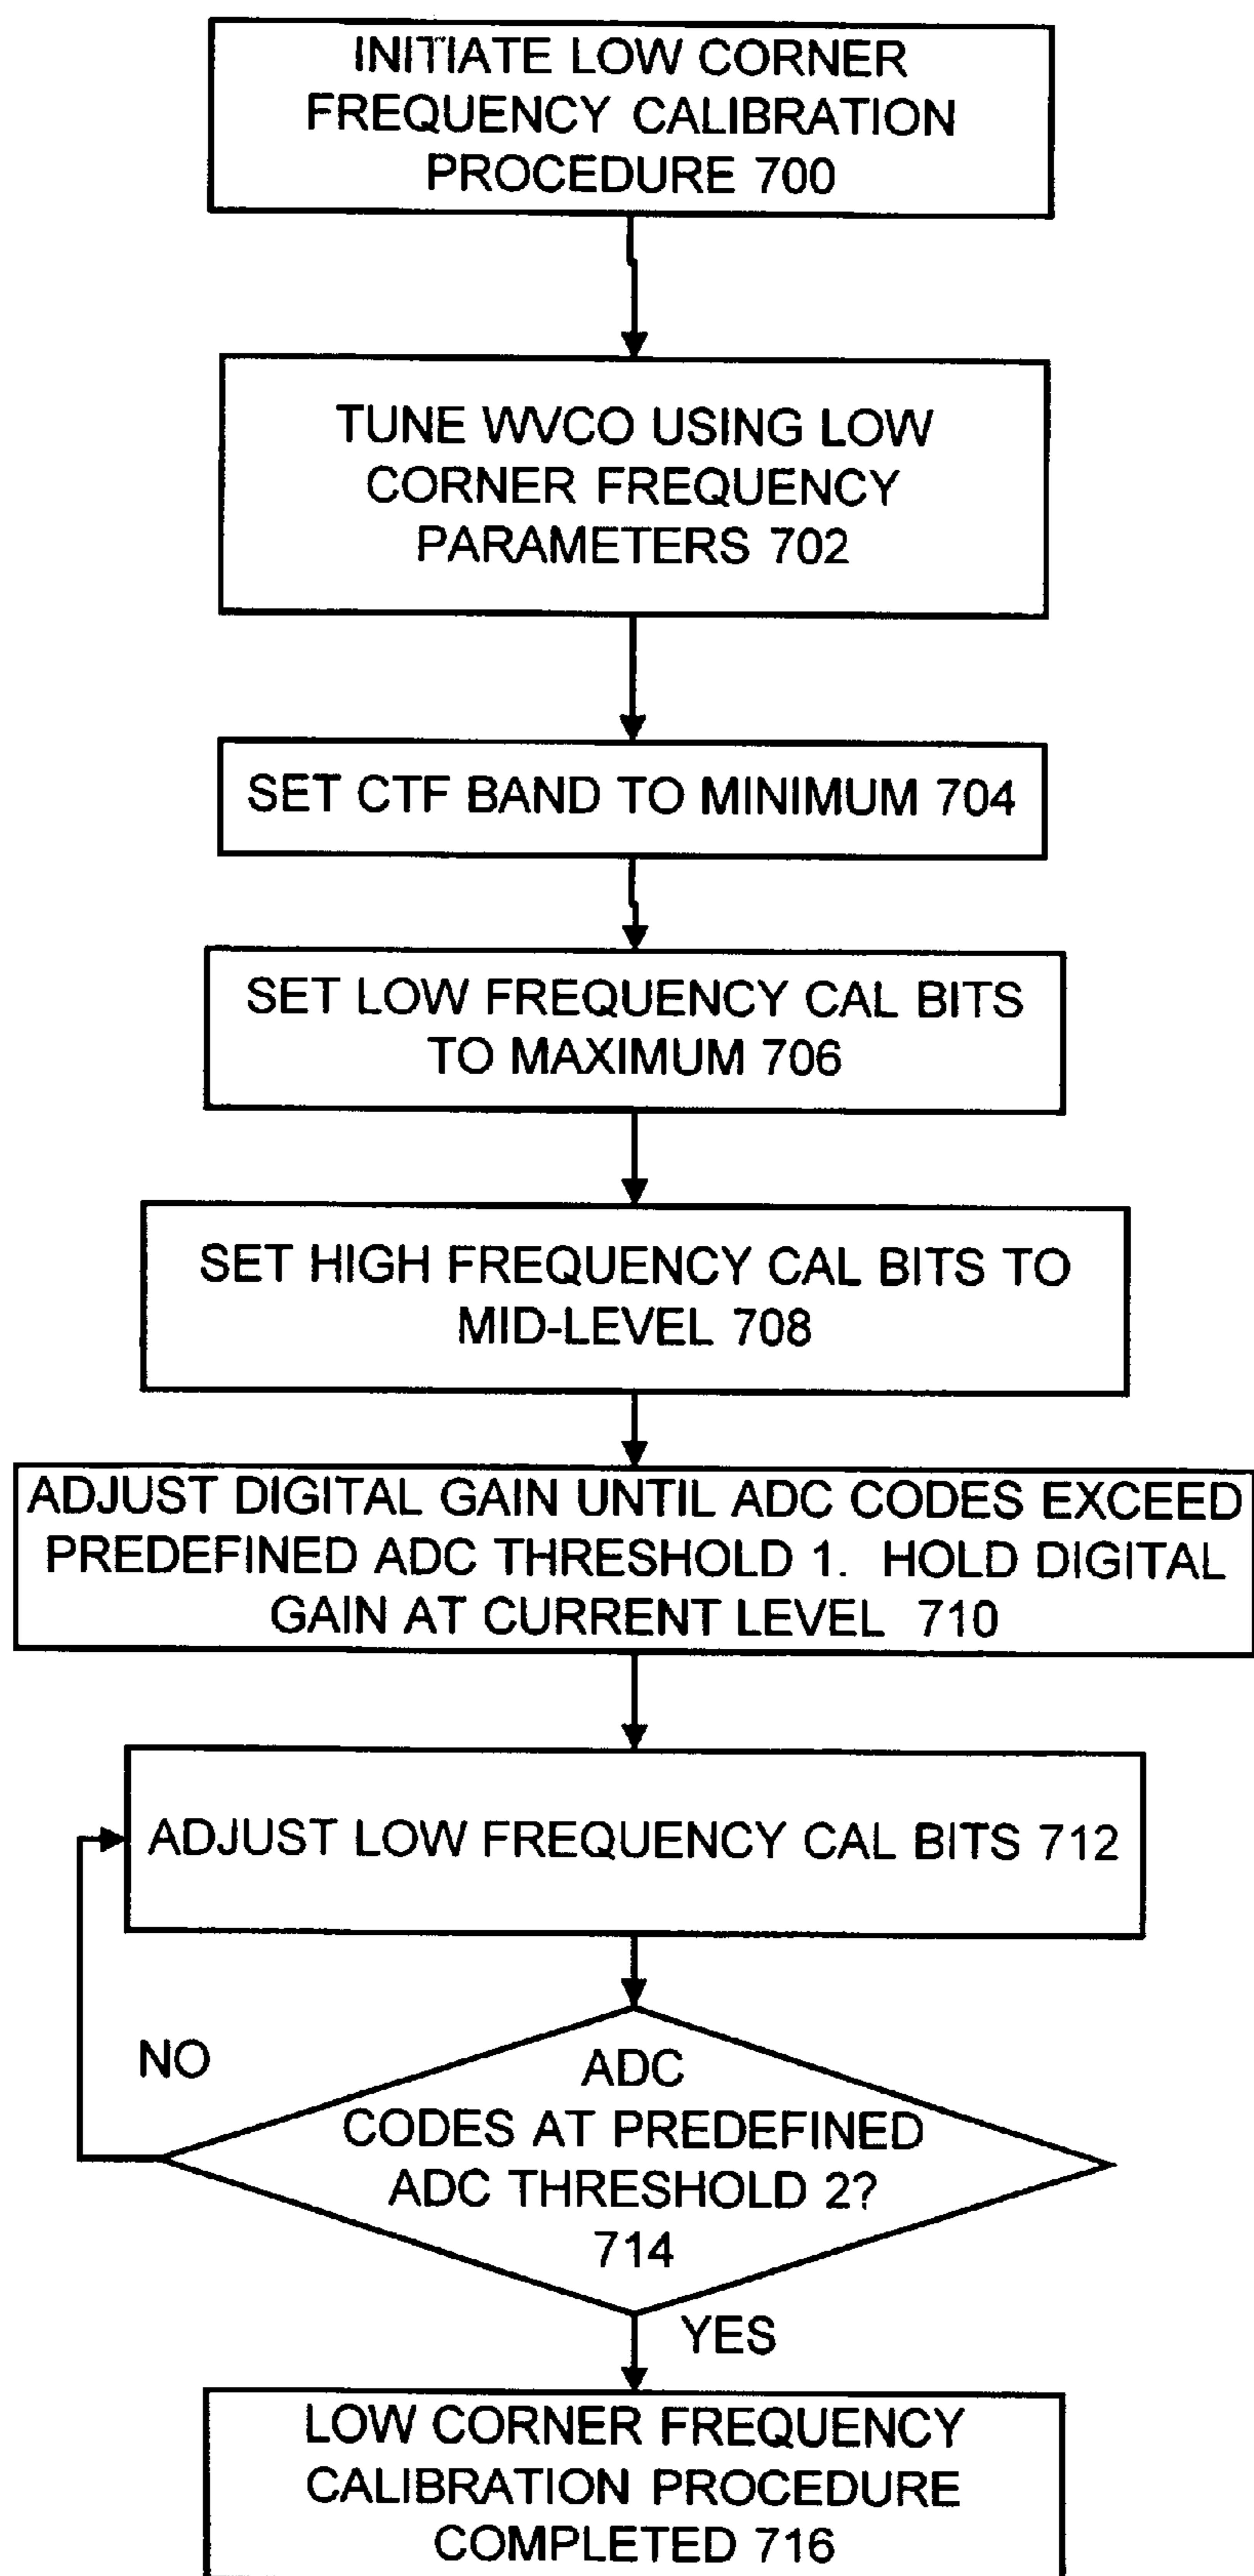 INITIATE LOW CORNER
FREQUENCY CALIBRATION
PROCEDURE 700
TUNE WVCO USING LOW
CORNER FREQUENCY
PARAMETERS 702
SET CTF BAND TO MINIMUM 704
SET LOW FREQUENCY CAL BITS
TO MAXIMUM 706
SET HIGH FREQUENCY CAL BITS TO
MID-LEVEL 708
ADJUST DIGITAL GAIN UNTIL ADC CODES EXCEED
PREDEFINED ADC THRESHOLD 1. HOLD DIGITAL
GAIN AT CURRENT LEVEL 710
ADJUST LOW FREQUENCY CAL BITS 712
NO
ADC
CODES AT PREDEFINED
ADC THRESHOLD 2?
714
YES
LOW CORNER FREQUENCY
CALIBRATION PROCEDURE
COMPLETED 716